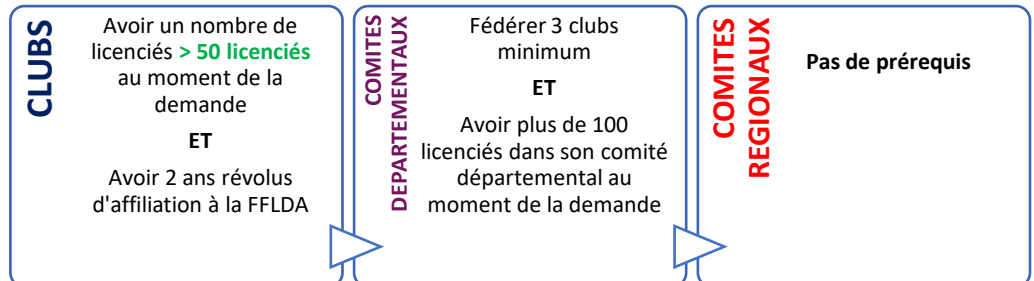 CLUBS
Avoir un nombre de
licenciés > 50 licenciés
au moment de la
demande
ET
Avoir 2 ans révolus
d'affiliation à la FFLDA
COMITES
DEPARTEMENTAUX
Fédérer 3 clubs
minimum
ET
Avoir plus de 100
licenciés dans son comité
départemental au
moment de la demande
COMITES
REGIONAUX
Pas de prérequis